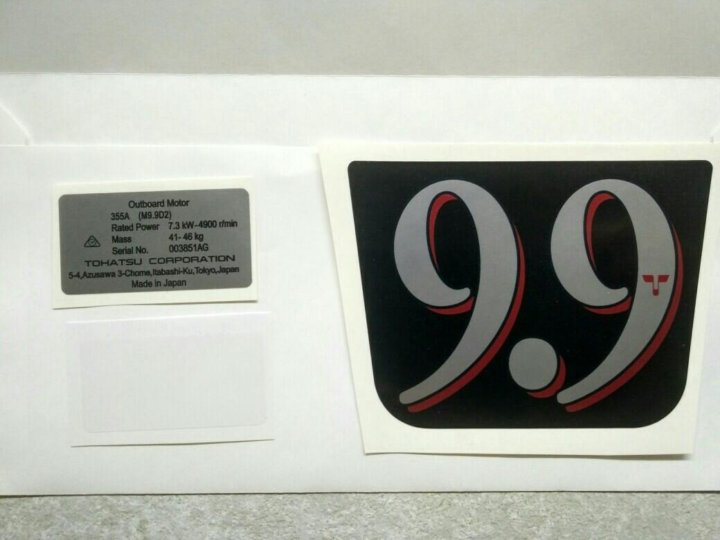 Outboard Motor
355A (M9.9D2)
Rated Power 7.3 kW-4900 r/min
Mass 41-46 kg
Serial No. 003851AG
TOHATSU CORPORATION
5-4,Azusawa 3-Chome,Itabashi-Ku,Tokyo,Japan
Made in Japan
9.9